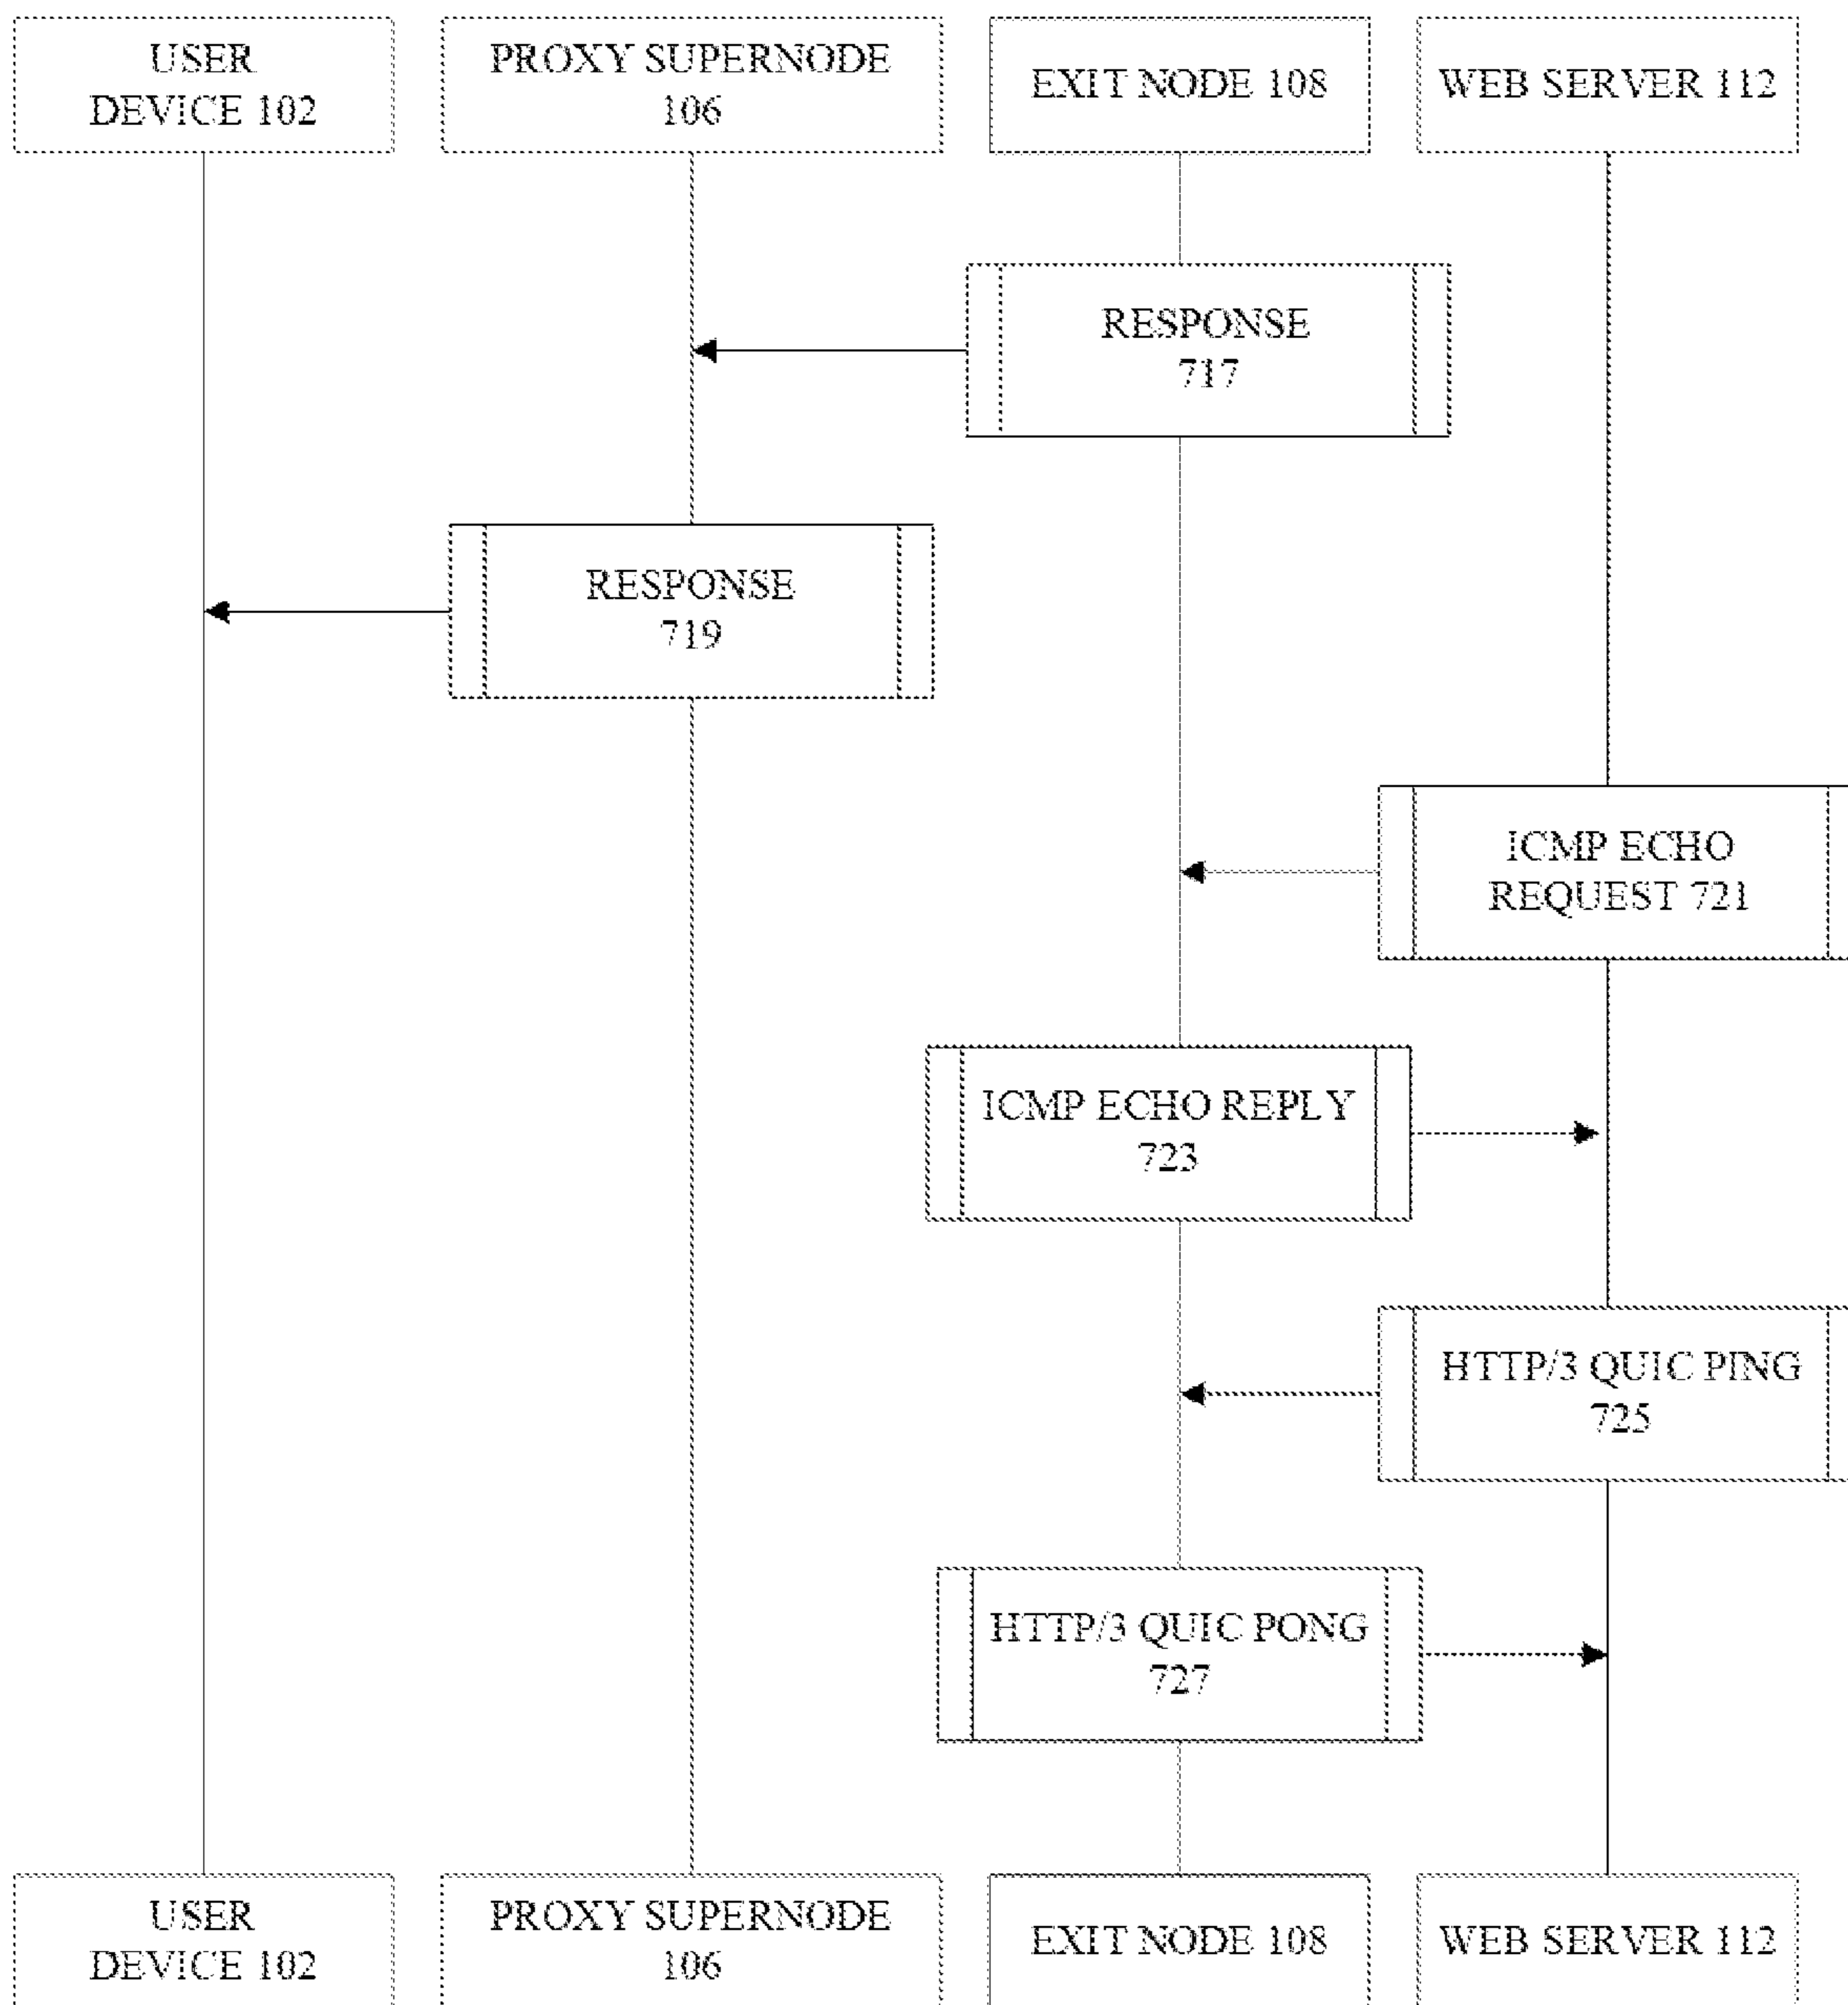 USER
DEVICE 102
PROXY SUPERNODE
106
EXIT NODE 108
WEB SERVER 112
RESPONSE
717
RESPONSE
719
ICMP ECHO
REQUEST 721
ICMP ECHO REPLY
723
HTTP/3 QUIC PING
725
HTTP/3 QUIC PONG
727
USER
DEVICE 102
PROXY SUPERNODE
106
EXIT NODE 108
WEB SERVER 112